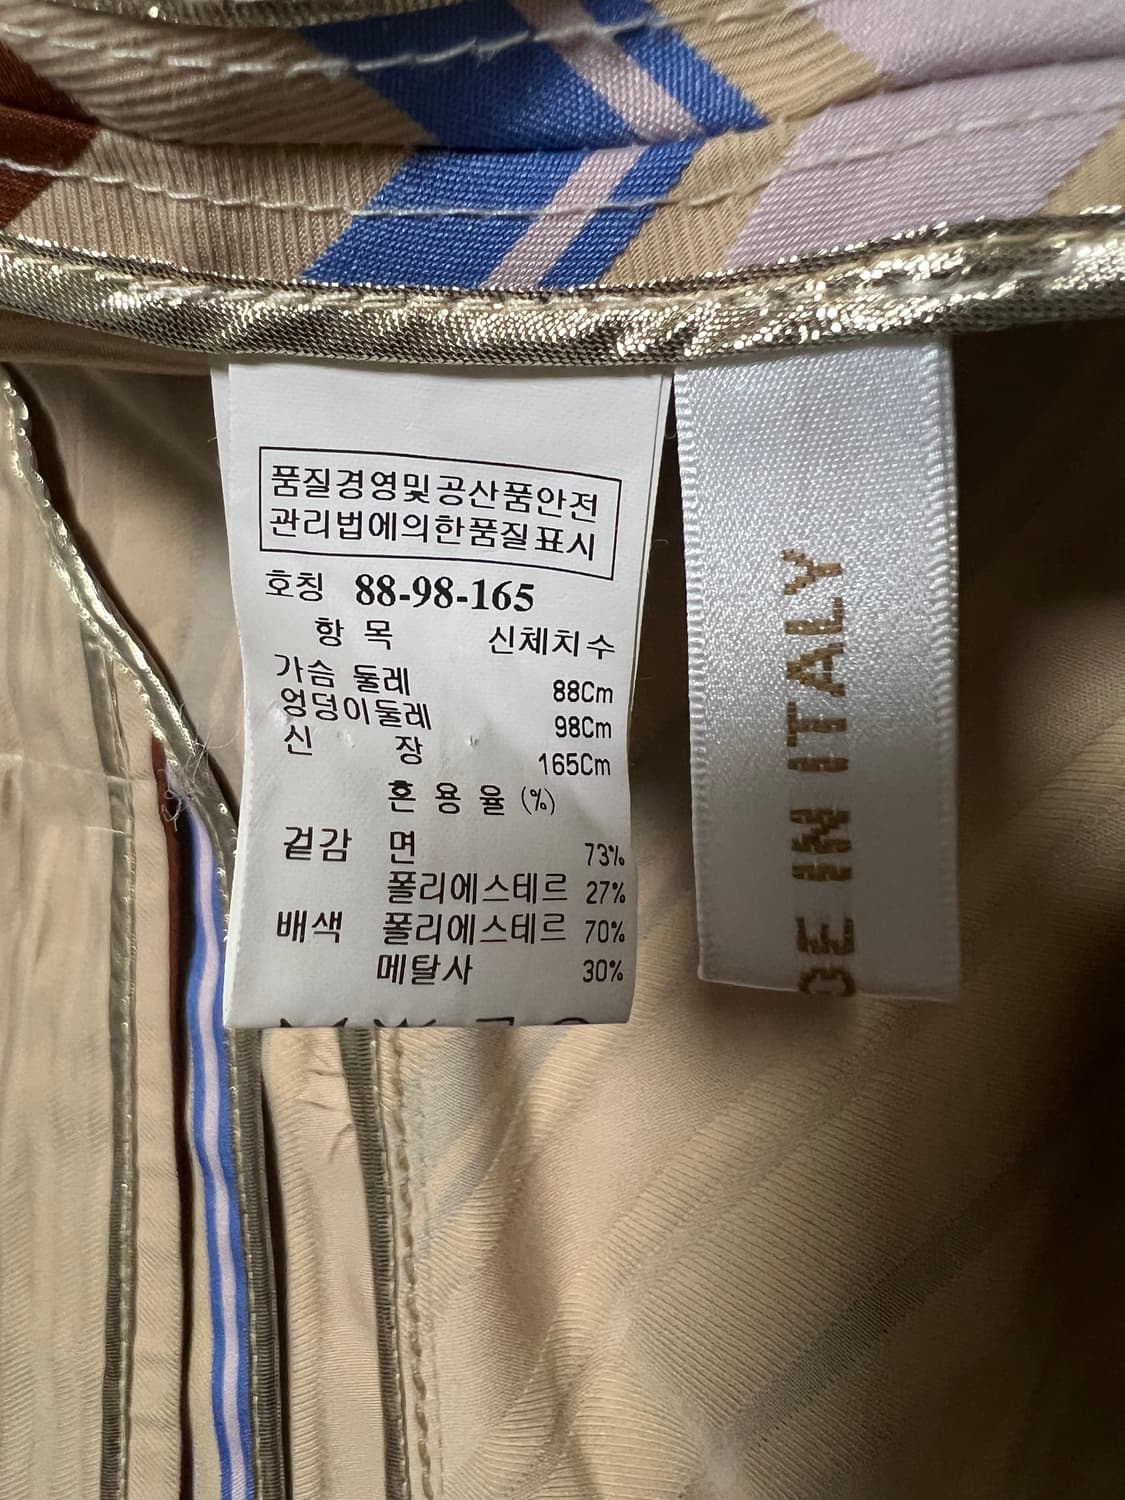 품질경영및공산품안전
관리법에의한품질표시
호칭 88-98-165
항 목 신체치수
가슴 둘레 88Cm
엉덩이둘레 98Cm
신 장 165Cm
혼 용 율 (%)
겉감 면 73%
폴리에스테르 27%
배색 폴리에스테르 70%
메탈사 30%
IN ITALY